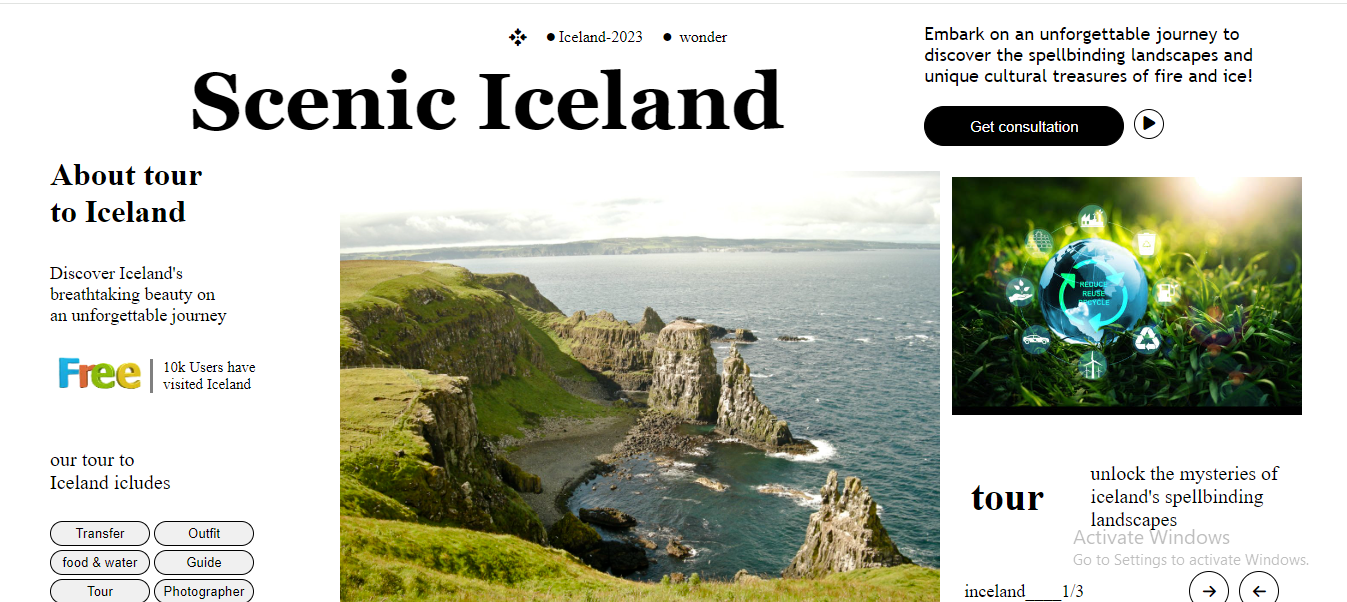 Iceland-2023 wonder
Scenic Iceland
Embark on an unforgettable journey to
discover the spellbinding landscapes and
unique cultural treasures of fire and ice!
Get consultation
About tour
to Iceland
Discover Iceland's
breathtaking beauty on
an unforgettable journey
Free
10k Users have
visited Iceland
our tour to
Iceland icludes
Transfer Outfit
food & water Guide
Tour Photographer
REDUCE
REUSE
RECYCLE
tour
unlock the mysteries of
iceland's spellbinding
landscapes
Activate Windows
Go to Settings to activate Windows.
inceland____1/3